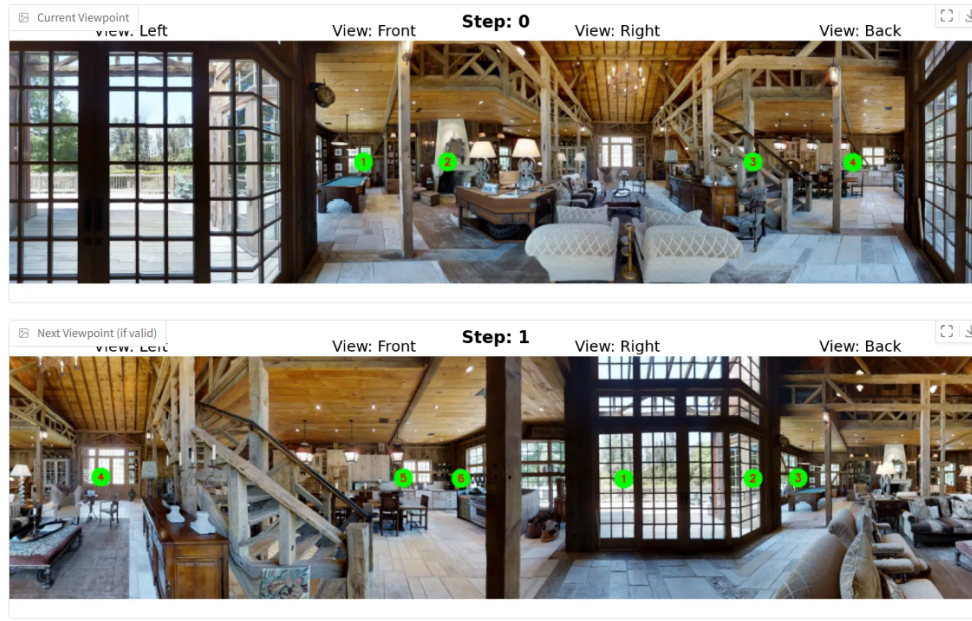 Current Viewpoint
Step: 0
View: Left View: Front View: Right View: Back
1 2 3 4
Next Viewpoint (if valid)
Step: 1
View: Left View: Front View: Right View: Back
4 5 6 1 2 3